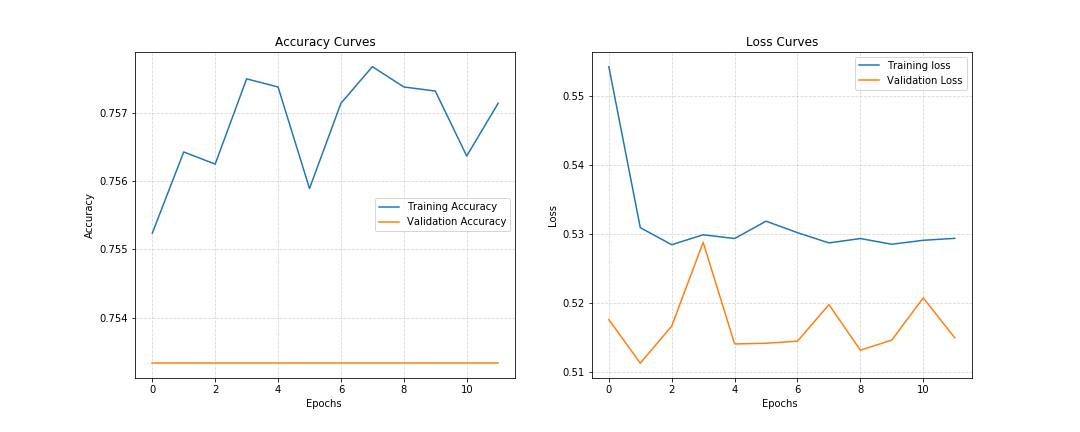 Accuracy Curves
Accuracy
0.757
0.756
0.755
0.754
Training Accuracy
Validation Accuracy
0 2 4 6 8 10
Epochs
Loss Curves
Loss
0.55
0.54
0.53
0.52
0.51
Training loss
Validation Loss
0 2 4 6 8 10
Epochs